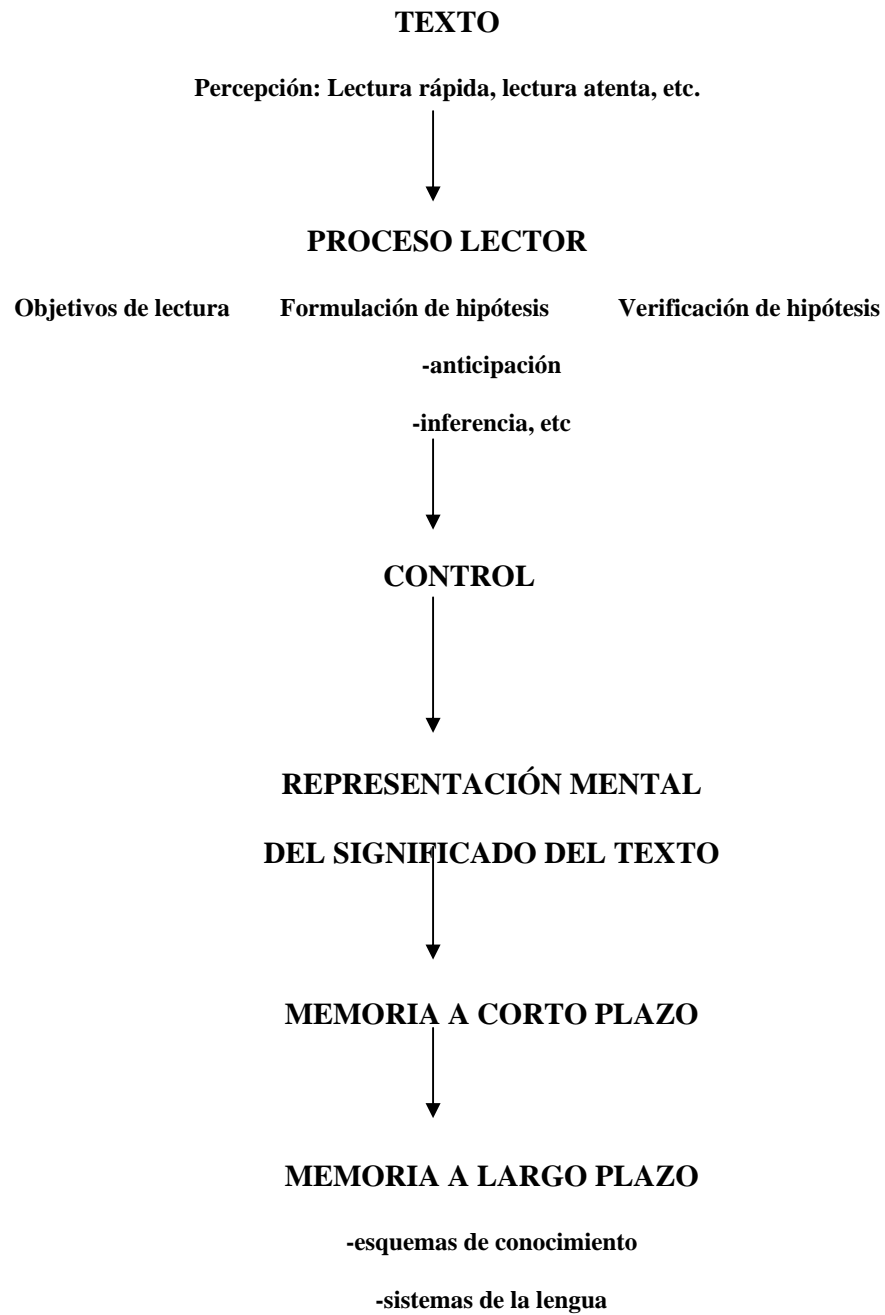 TEXTO
Percepción: Lectura rápida, lectura atenta, etc.
PROCESO LECTOR
Objetivos de lectura Formulación de hipótesis Verificación de hipótesis
-anticipación
-inferencia, etc
CONTROL
REPRESENTACIÓN MENTAL
DEL SIGNIFICADO DEL TEXTO
MEMORIA A CORTO PLAZO
MEMORIA A LARGO PLAZO
-esquemas de conocimiento
-sistemas de la lengua